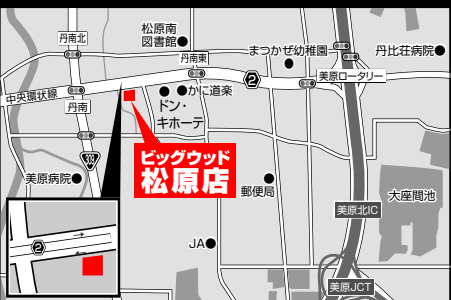 松原南
図書館
丹南北
丹南東
まつかぜ幼稚園
丹比荘病院
2
美原ロータリー
中央環状線
丹南
かに道楽
ドン・
キホーテ
ビッグウッド
松原店
309
美原病院
郵便局
大座間池
美原北IC
2
JA
美原JCT